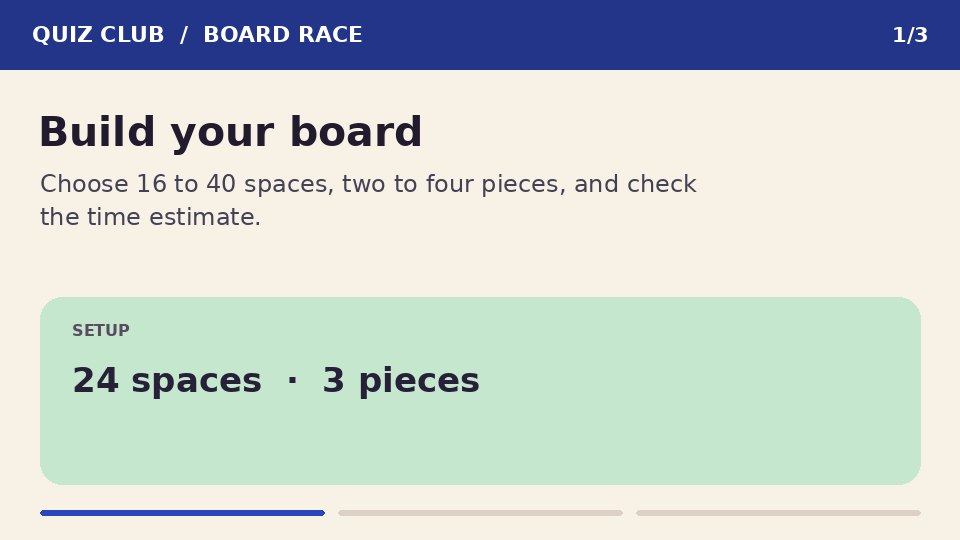 QUIZ CLUB / BOARD RACE
1/3
Build your board
Choose 16 to 40 spaces, two to four pieces, and check
the time estimate.
SETUP
24 spaces · 3 pieces